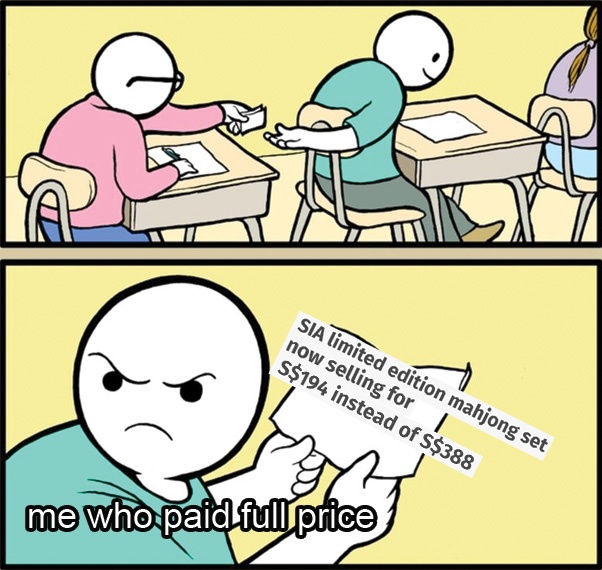 SIA limited edition mahjong set
now selling for
S$194 instead of S$388
me who paid full price